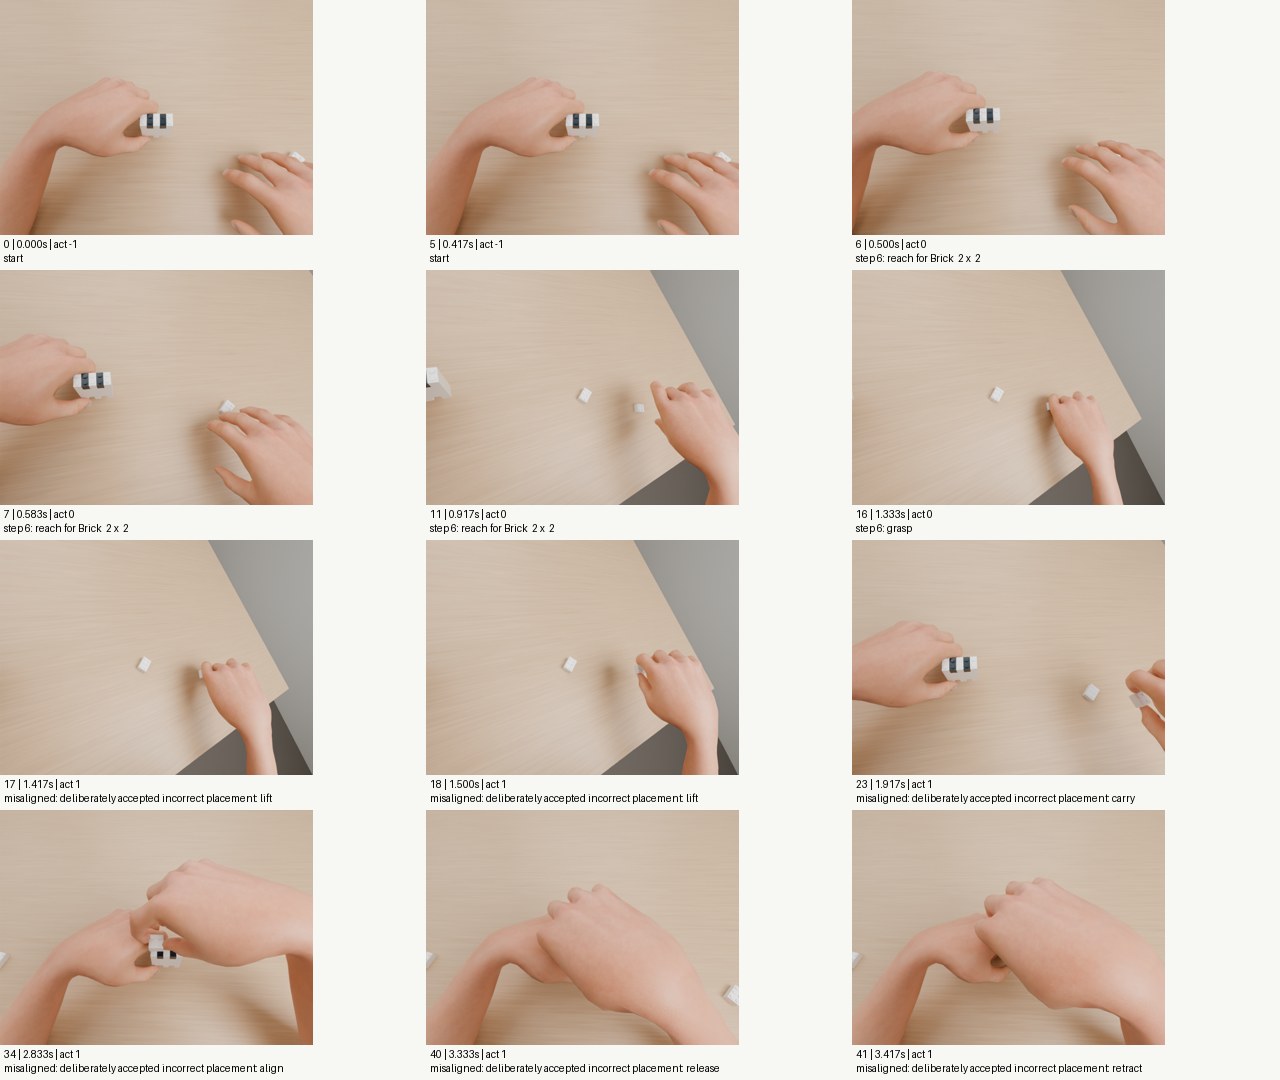 0 | 0.000s | act -1
start
5 | 0.417s | act -1
start
6 | 0.500s | act 0
step 6: reach for Brick 2 x 2
7 | 0.583s | act 0
step 6: reach for Brick 2 x 2
11 | 0.917s | act 0
step 6: reach for Brick 2 x 2
16 | 1.333s | act 0
step 6: grasp
17 | 1.417s | act 1
misaligned: deliberately accepted incorrect placement: lift
18 | 1.500s | act 1
misaligned: deliberately accepted incorrect placement: lift
23 | 1.917s | act 1
misaligned: deliberately accepted incorrect placement: carry
34 | 2.833s | act 1
misaligned: deliberately accepted incorrect placement: align
40 | 3.333s | act 1
misaligned: deliberately accepted incorrect placement: release
41 | 3.417s | act 1
misaligned: deliberately accepted incorrect placement: retract